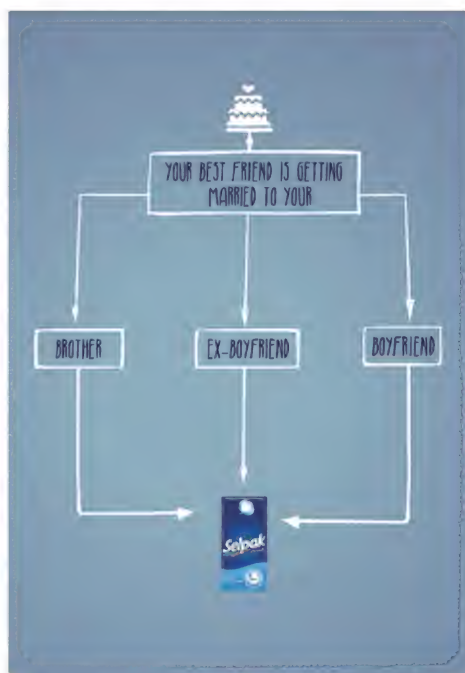 YOUR BEST FRIEND IS GETTING
MARRIED TO YOUR
BROTHER
EX-BOYFRIEND
BOYFRIEND
Selpak